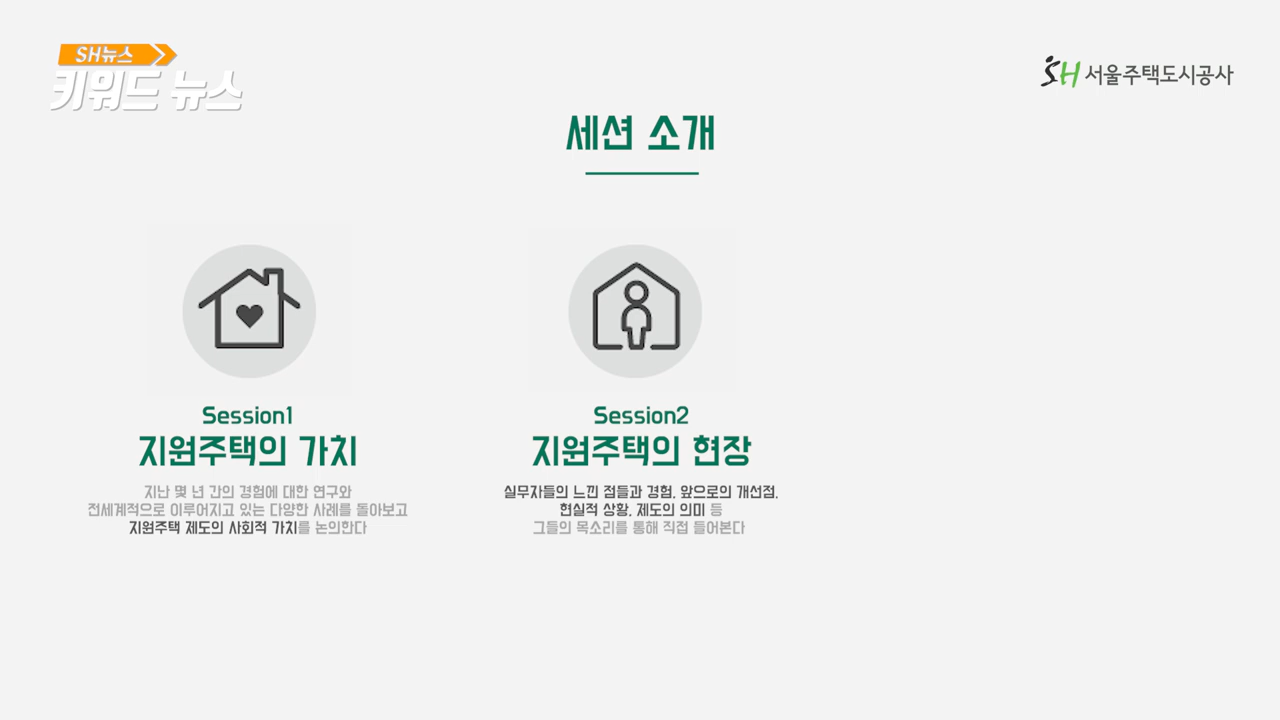 SH뉴스
키워드 뉴스
SH 서울주택도시공사
세션 소개
Session1
지원주택의 가치
지난 몇 년 간의 경험에 대한 연구와
전세계적으로 이루어지고 있는 다양한 사례를 돌아보고
지원주택 제도의 사회적 가치를 논의한다
Session2
지원주택의 현장
실무자들의 느낀 점들과 경험, 앞으로의 개선점,
현실적 상황, 제도의 의미 등
그들의 목소리를 통해 직접 들어본다